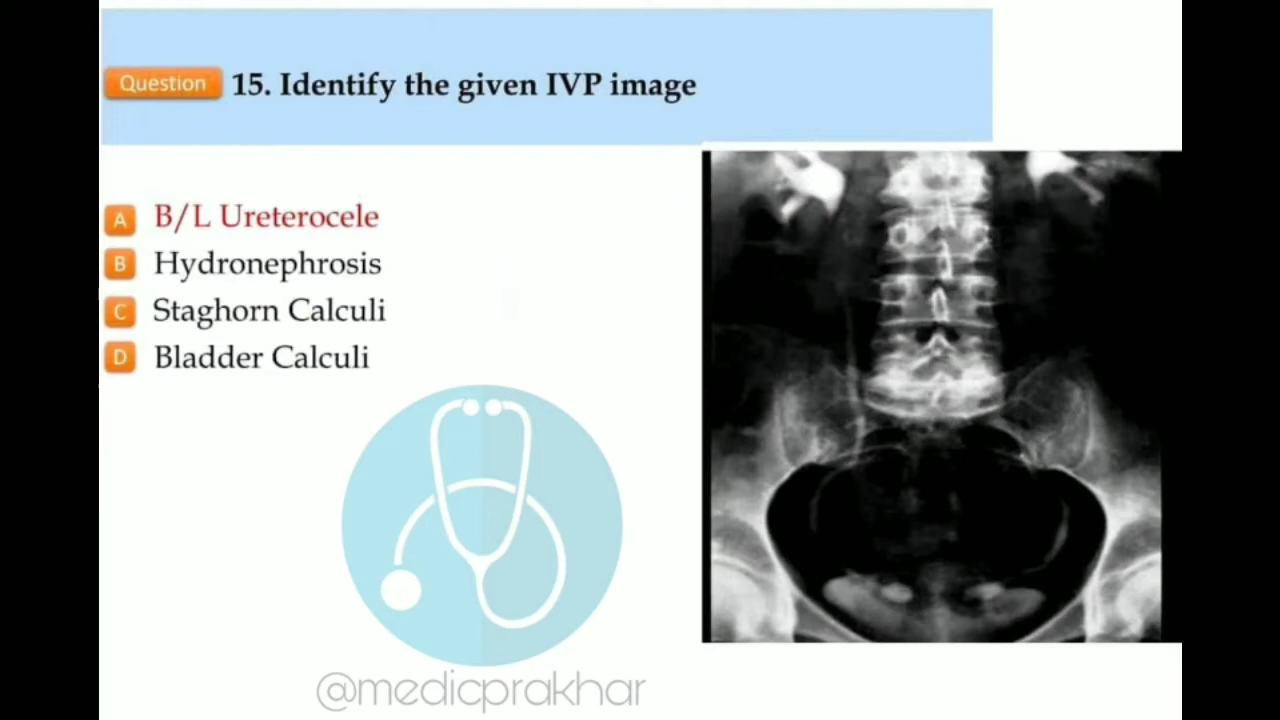 Question 15. Identify the given IVP image
A B/L Ureterocele
B Hydronephrosis
C Staghorn Calculi
D Bladder Calculi
@medicprakhar